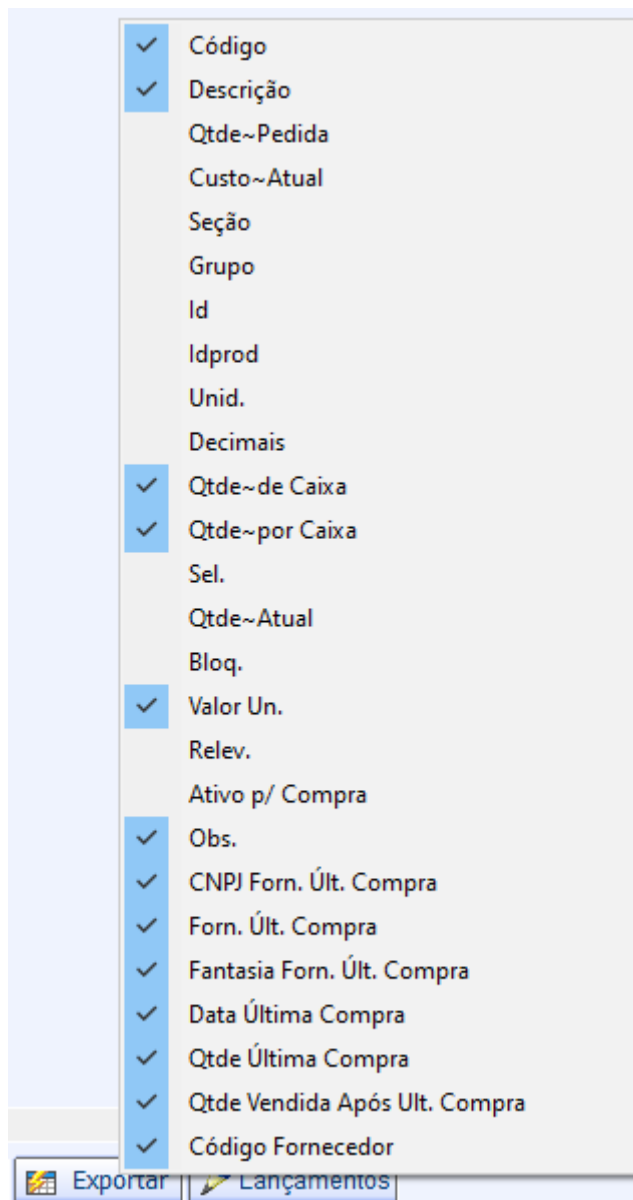 Código
Descrição
Qtde~Pedida
Custo~Atual
Seção
Grupo
Id
Idprod
Unid.
Decimais
Qtde~de Caixa
Qtde~por Caixa
Sel.
Qtde~Atual
Bloq.
Valor Un.
Relev.
Ativo p/ Compra
Obs.
CNPJ Forn. Últ. Compra
Forn. Últ. Compra
Fantasia Forn. Últ. Compra
Data Última Compra
Qtde Última Compra
Qtde Vendida Após Ult. Compra
Código Fornecedor
Exportar Lançamentos